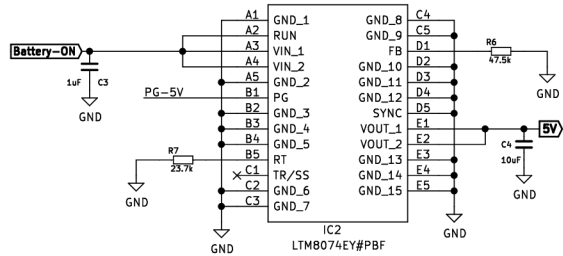 A1 GND_1 GND_8 C4
A2 RUN GND_9 C5
Battery-ON A3 VIN_1 FB D1 R6 47.5k
A4 VIN_2 GND_10 D2
1uF C3 A5 GND_2 GND_11 D3
PG-5V B1 PG GND_12 D4 GND
GND B2 GND_3 SYNC D5
B3 GND_4 VOUT_1 E1 5V
B4 GND_5 VOUT_2 E2 C4
R7 23.7k B5 RT GND_13 E3 10uF
C1 TR/SS GND_14 E4
C2 GND_6 GND_15 E5
GND C3 GND_7 GND
IC2
GND LTM8074EY#PBF GND